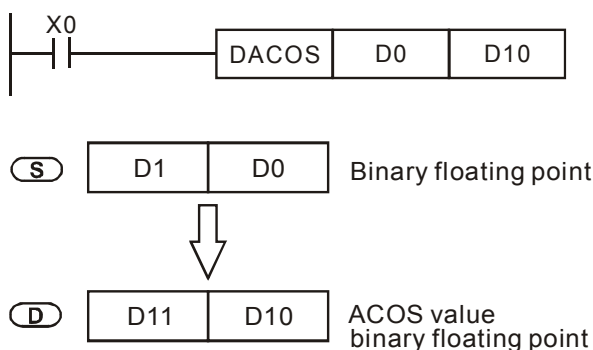 X0
DACOS D0 D10
S D1 D0 Binary floating point
D D11 D10 ACOS value
binary floating point